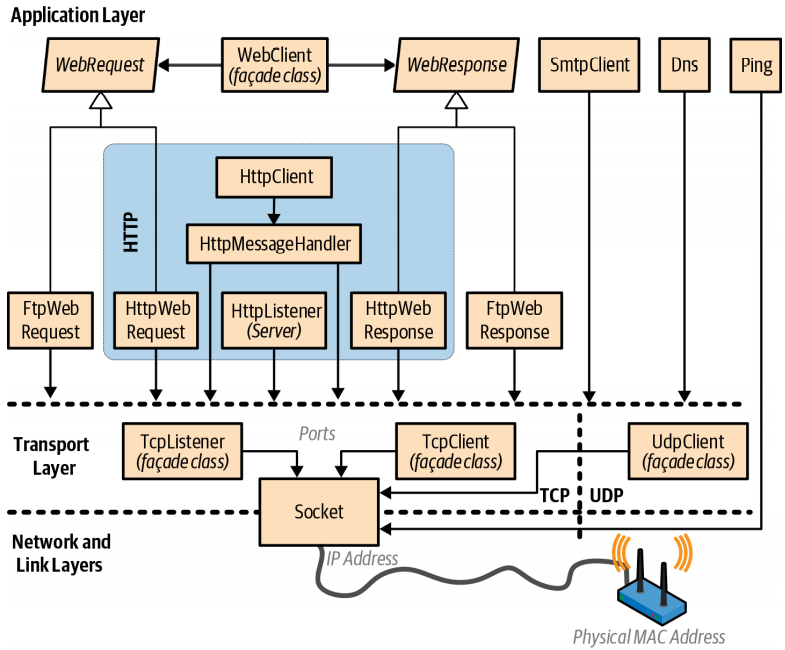 Application Layer
WebRequest
WebClient
(façade class)
WebResponse
SmtpClient
Dns
Ping
HTTP
HttpClient
HttpMessageHandler
FtpWeb
Request
HttpWeb
Request
HttpListener
(Server)
HttpWeb
Response
FtpWeb
Response
Transport
Layer
TcpListener
(façade class)
Ports
TcpClient
(façade class)
UdpClient
(façade class)
Socket
TCP
UDP
Network and
Link Layers
IP Address
Physical MAC Address